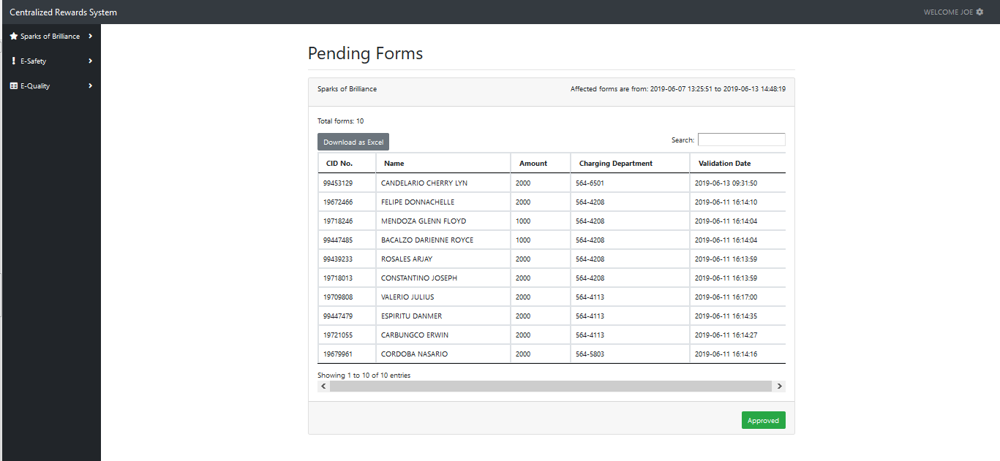 Centralized Rewards System WELCOME JOE
Sparks of Brilliance
E-Safety
E-Quality
Pending Forms
Sparks of Brilliance Affected forms are from: 2019-06-07 13:25:51 to 2019-06-13 14:48:19
Total forms: 10
Download as Excel Search:
CID No. Name Amount Charging Department Validation Date
99453129 CANDELARIO CHERRY LYN 2000 564-6501 2019-06-13 09:31:50
19672466 FELIPE DONNACHELLE 2000 564-4208 2019-06-11 16:14:10
19718246 MENDOZA GLENN FLOYD 1000 564-4208 2019-06-11 16:14:04
99447485 BACALZO DARIENNE ROYCE 1000 564-4208 2019-06-11 16:14:04
99439233 ROSALES ARJAY 2000 564-4208 2019-06-11 16:13:59
19718013 CONSTANTINO JOSEPH 2000 564-4208 2019-06-11 16:13:59
19709808 VALERIO JULIUS 2000 564-4113 2019-06-11 16:17:00
99447479 ESPIRITU DANMER 2000 564-4113 2019-06-11 16:14:35
19721055 CARBUNGCO ERWIN 2000 564-4113 2019-06-11 16:14:27
19679961 CORDOBA NASARIO 2000 564-5803 2019-06-11 16:14:16
Showing 1 to 10 of 10 entries
Approved